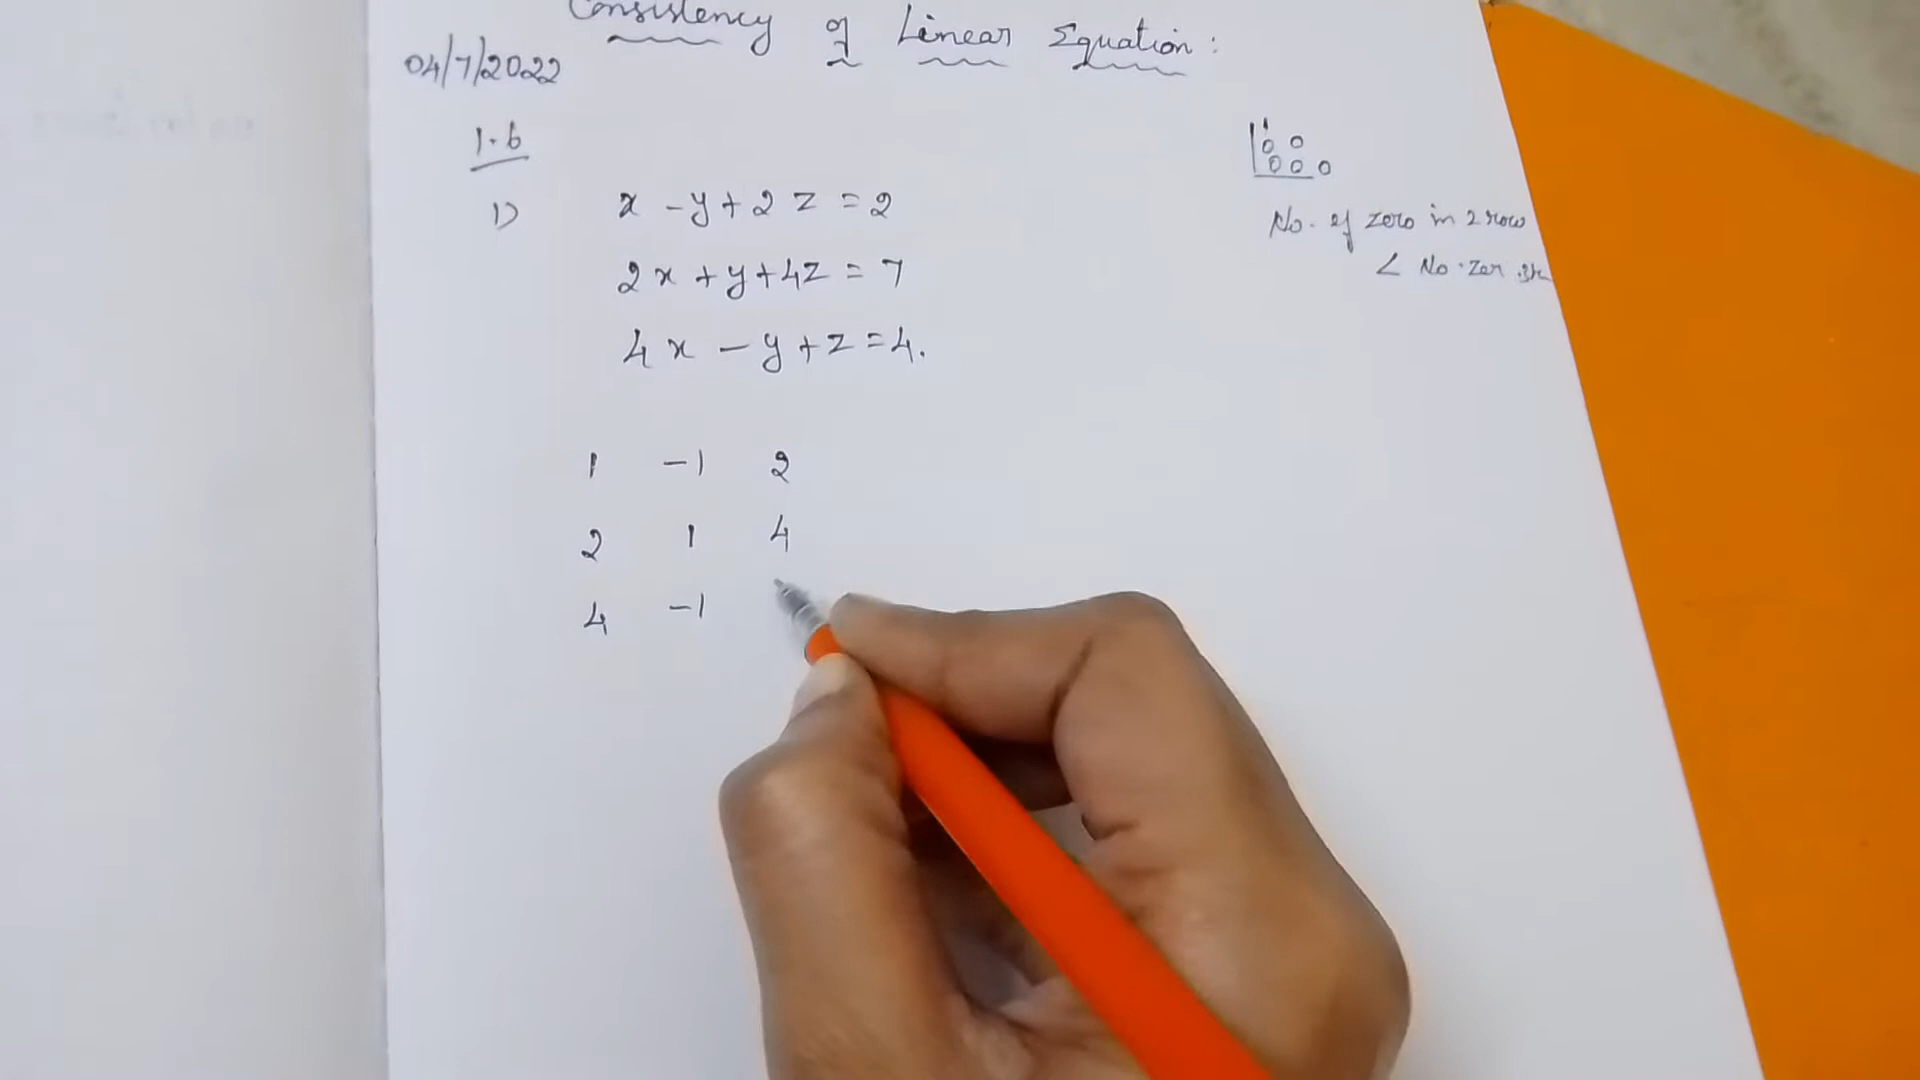 Consistency of Linear Equation :
04/7/2022
1.6
1) x - y + 2 z = 2
2x + y + 4z = 7
4x - y + z = 4.
1 -1 2
2 1 4
4 -1
1
0 0
0 0 0
No. of zero in 2 row
< No. Zer